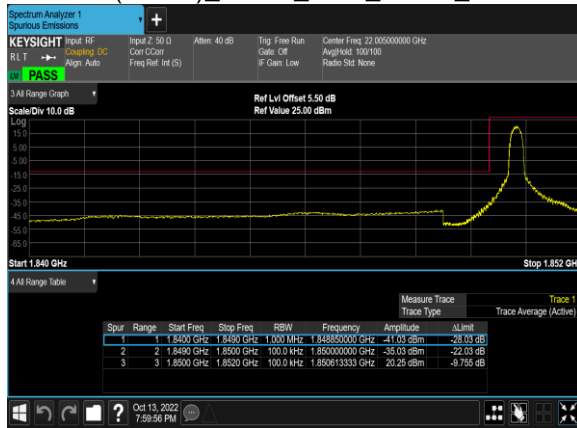 Spectrum Analyzer 1
Spurious Emissions
KEYSIGHT Input: RF
RLT Coupling: DC
Align: Auto
Input Z: 50 Ω
Corr CCorr
Freq Ref: Int (S)
Atten: 40 dB
Trig: Free Run
Gate: Off
IF Gain: Low
Center Freq: 22.005000000 GHz
Avg|Hold: 100/100
Radio Std: None
PASS
3 All Range Graph
Scale/Div 10.0 dB
Ref Lvl Offset 5.50 dB
Ref Value 25.00 dBm
Log
15.0
5.00
-5.00
-15.0
-25.0
-35.0
-45.0
-55.0
-65.0
Start 1.840 GHz
Stop 1.852 GH
4 All Range Table
Measure Trace Trace 1
Trace Type Trace Average (Active)
Spur Range Start Freq Stop Freq RBW Frequency Amplitude ΔLimit
1 1 1.8400 GHz 1.8490 GHz 1.000 MHz 1.848850000 GHz -41.03 dBm -28.03 dB
2 2 1.8490 GHz 1.8500 GHz 100.0 kHz 1.850000000 GHz -35.03 dBm -22.03 dB
3 3 1.8500 GHz 1.8520 GHz 100.0 kHz 1.850613333 GHz 20.25 dBm -9.755 dB
? Oct 13, 2022
7:59:56 PM